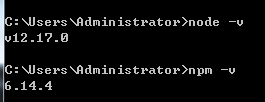 C:\Users\Administrator>node -v
v12.17.0
C:\Users\Administrator>npm -v
6.14.4